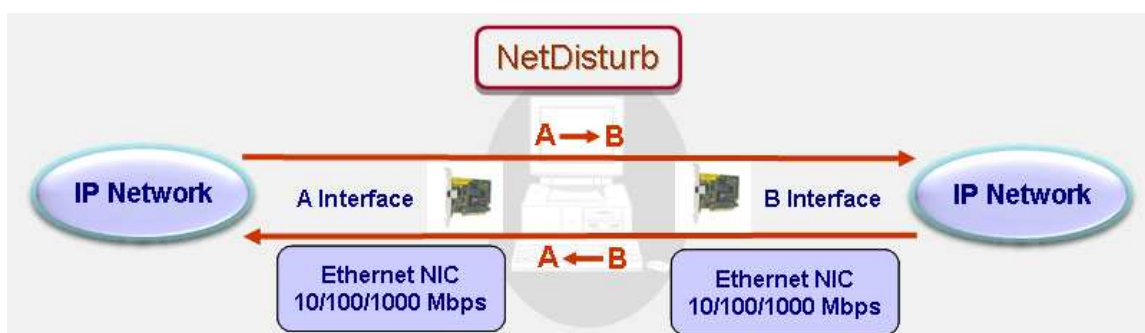 NetDisturb
A → B
IP Network
A Interface
B Interface
IP Network
A ← B
Ethernet NIC
10/100/1000 Mbps
Ethernet NIC
10/100/1000 Mbps